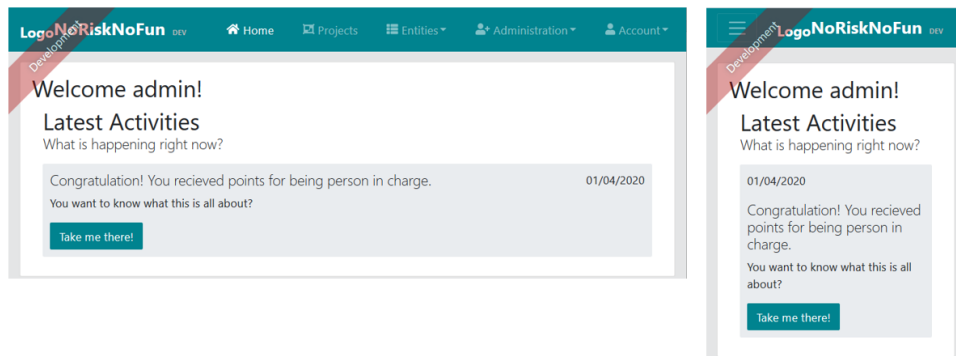 LogoNoRiskNoFun DEV
Home
Projects
Entities
Administration
Account
Development
Welcome admin!
Latest Activities
What is happening right now?
Congratulation! You recieved points for being person in charge.
01/04/2020
You want to know what this is all about?
Take me there!
LogoNoRiskNoFun DEV
Development
Welcome admin!
Latest Activities
What is happening right now?
01/04/2020
Congratulation! You recieved
points for being person in
charge.
You want to know what this is all
about?
Take me there!